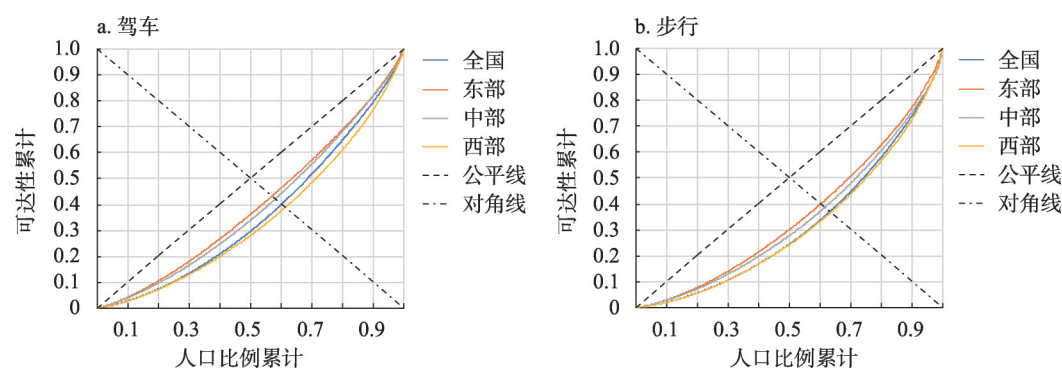 a. 驾车
1.0
0.9
0.8
0.7
0.6
0.5
0.4
0.3
0.2
0.1
0
可达性累计
0.1 0.3 0.5 0.7 0.9
人口比例累计
全国
东部
中部
西部
公平线
对角线
b. 步行
1.0
0.9
0.8
0.7
0.6
0.5
0.4
0.3
0.2
0.1
0
可达性累计
0.1 0.3 0.5 0.7 0.9
人口比例累计
全国
东部
中部
西部
公平线
对角线